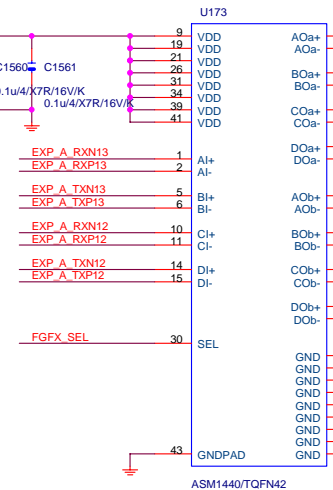 U173
9 VDD AOa+
19 VDD AOa-
21 VDD
26 VDD BOa+
31 VDD BOa-
34 VDD
39 VDD COa+
41 VDD COa-
C1560 C1561
0.1u/4/X7R/16V/K
0.1u/4/X7R/16V/K
DOa+
EXP_A_RXN13 1 AI+ DOa-
EXP_A_RXP13 2 AI-
EXP_A_TXN13 5 BI+ AOb+
EXP_A_TXP13 6 BI- AOb-
EXP_A_RXN12 10 CI+ BOb+
EXP_A_RXP12 11 CI- BOb-
EXP_A_TXN12 14 DI+ COb+
EXP_A_TXP12 15 DI- COb-
DOb+
DOb-
FGFX_SEL 30 SEL
GND
GND
GND
GND
GND
GND
GND
GND
43 GNDPAD GND
ASM1440/TQFN42